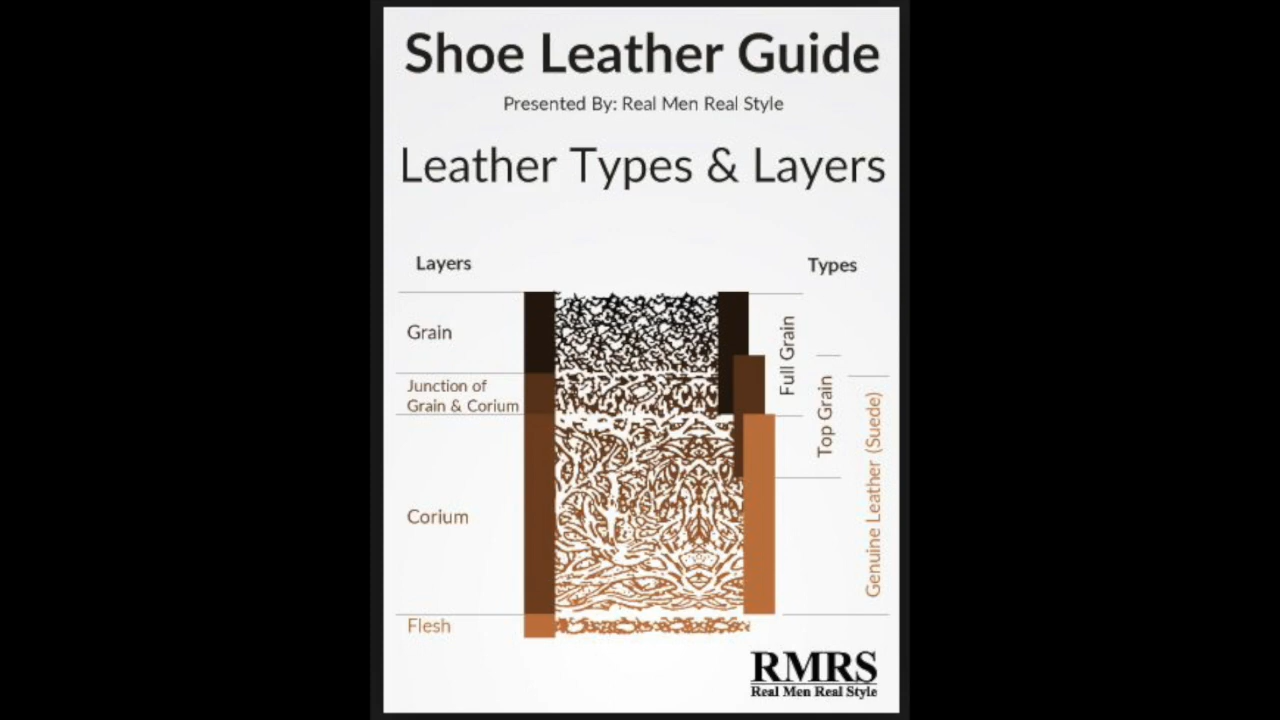 Shoe Leather Guide
Presented By: Real Men Real Style
Leather Types & Layers
Layers
Types
Grain
Junction of
Grain & Corium
Corium
Flesh
Full Grain
Top Grain
Genuine Leather (Suede)
RMRS
Real Men Real Style